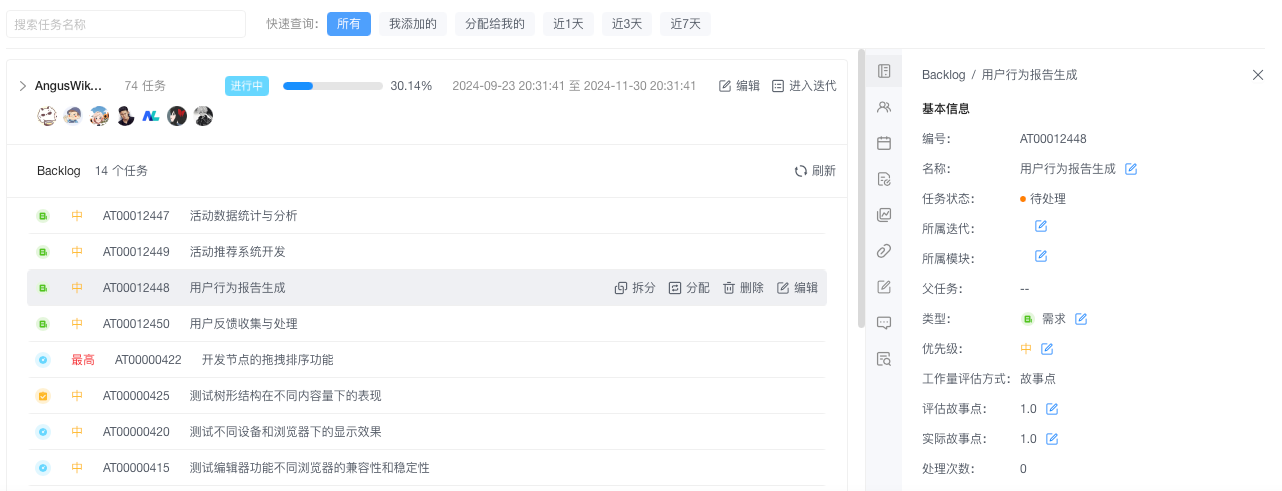 搜索任务名称 快速查询： 所有 我添加的 分配给我的 近1天 近3天 近7天
AngusWik... 74 任务 进行中 30.14% 2024-09-23 20:31:41 至 2024-11-30 20:31:41 编辑 进入迭代
Backlog 14 个任务 刷新
中 AT00012447 活动数据统计与分析
中 AT00012449 活动推荐系统开发
中 AT00012448 用户行为报告生成 拆分 分配 删除 编辑
中 AT00012450 用户反馈收集与处理
最高 AT00000422 开发节点的拖拽排序功能
中 AT00000425 测试树形结构在不同内容量下的表现
中 AT00000420 测试不同设备和浏览器下的显示效果
中 AT00000415 测试编辑器功能不同浏览器的兼容性和稳定性
Backlog / 用户行为报告生成
基本信息
编号： AT00012448
名称： 用户行为报告生成
任务状态： 待处理
所属迭代：
所属模块：
父任务： --
类型： 需求
优先级： 中
工作量评估方式： 故事点
评估故事点： 1.0
实际故事点： 1.0
处理次数： 0